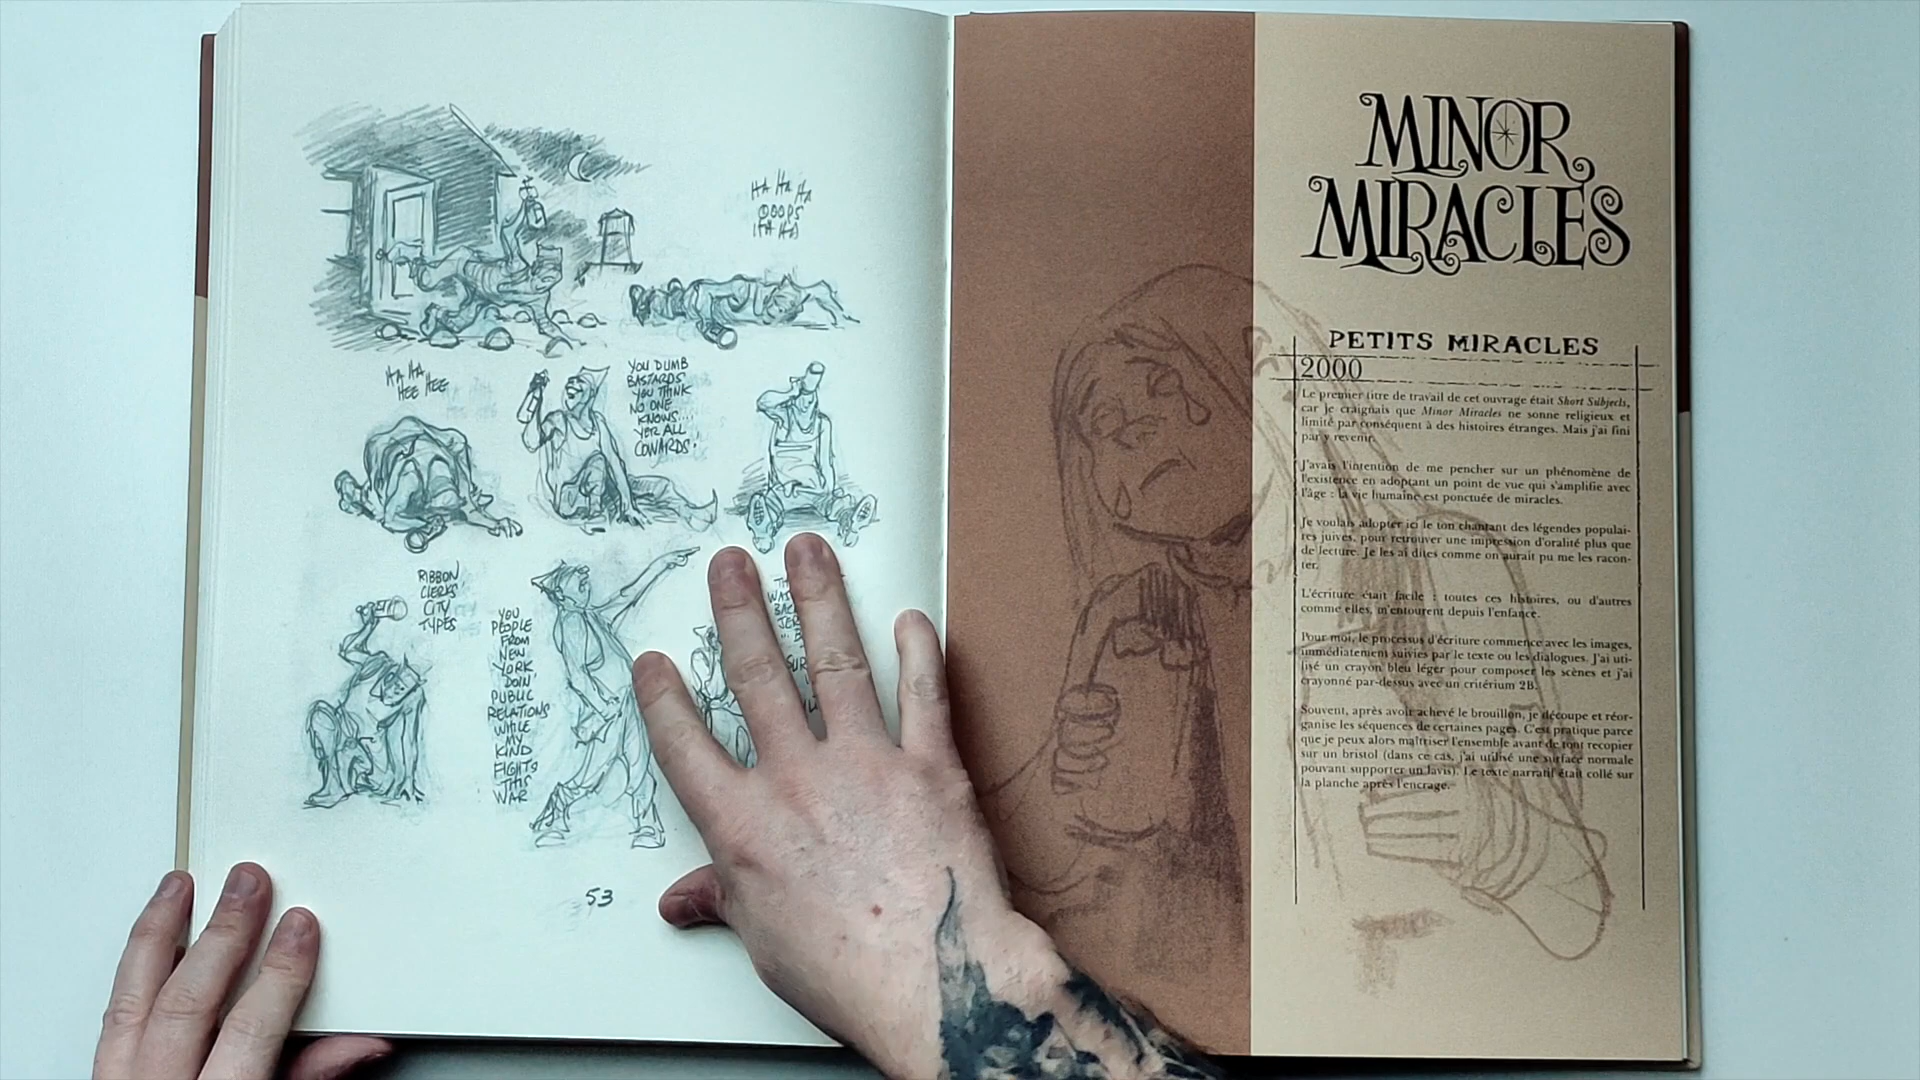 HA HA HA
OOOPS
HA HA
HA HA
HEE HEE
YOU DUMB
BASTARDS
YOU THINK
NO ONE
KNOWS...
YER ALL
COWARDS!
RIBBON
CLERKS
CITY
TYPES
YOU
PEOPLE
FROM
NEW
YORK
DOIN'
PUBLIC
RELATIONS
WHILE
MY
KIND
FIGHTS
THIS
WAR
53
MINOR
MIRACLES
PETITS MIRACLES
2000
Le premier titre de travail de cet ouvrage était Short Subjects,
car je craignais que Minor Miracles ne sonne religieux et
limité par conséquent à des histoires étranges. Mais j'ai fini
par y revenir.
J'avais l'intention de me pencher sur un phénomène de
l'existence en adoptant un point de vue qui s'amplifie avec
l'âge : la vie humaine est ponctuée de miracles.
Je voulais adopter ici le ton chantant des légendes populai-
res juives, pour retrouver une impression d'oralité plus que
de lecture. Je les ai dites comme on aurait pu me les racon-
ter.
L'écriture était facile : toutes ces histoires, ou d'autres
comme elles, m'entourent depuis l'enfance.
Pour moi, le processus d'écriture commence avec les images,
immédiatement suivies par le texte ou les dialogues. J'ai uti-
lisé un crayon bleu léger pour composer les scènes et j'ai
crayonné par-dessus avec un critérium 2B.
Souvent, après avoir achevé le brouillon, je découpe et réor-
ganise les séquences de certaines pages. C'est pratique parce
que je peux alors maîtriser l'ensemble avant de tout recopier
sur un bristol (dans ce cas, j'ai utilisé une surface normale
pouvant supporter un lavis). Le texte narratif était collé sur
la planche après l'encrage.